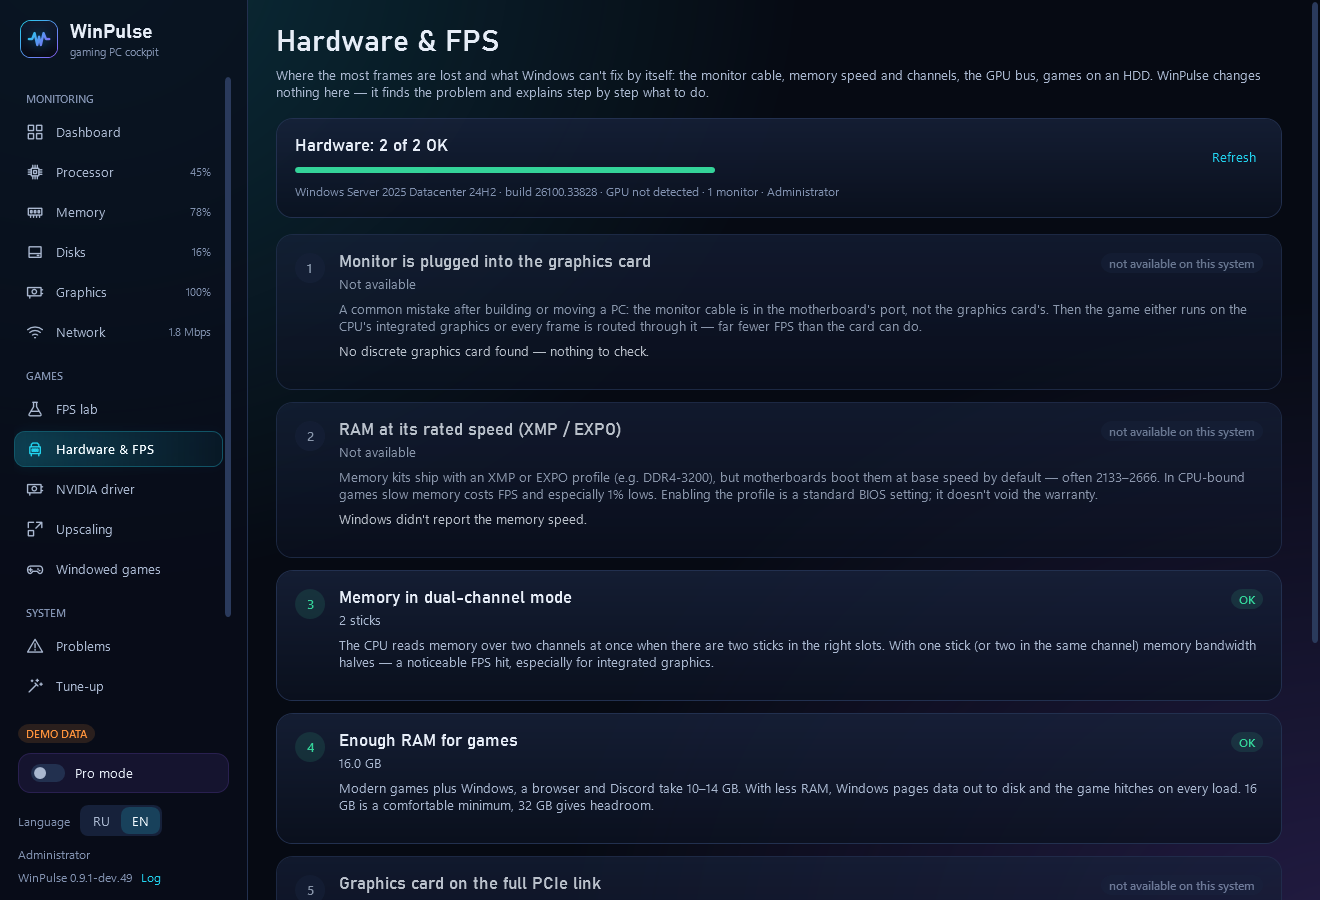 WinPulse
gaming PC cockpit
MONITORING
Dashboard
Processor 45%
Memory 78%
Disks 16%
Graphics 100%
Network 1.8 Mbps
GAMES
FPS lab
Hardware & FPS
NVIDIA driver
Upscaling
Windowed games
SYSTEM
Problems
Tune-up
DEMO DATA
Pro mode
Language RU EN
Administrator
WinPulse 0.9.1-dev.49 Log
Hardware & FPS
Where the most frames are lost and what Windows can't fix by itself: the monitor cable, memory speed and channels, the GPU bus, games on an HDD. WinPulse changes
nothing here — it finds the problem and explains step by step what to do.
Hardware: 2 of 2 OK
Refresh
Windows Server 2025 Datacenter 24H2 · build 26100.33828 · GPU not detected · 1 monitor · Administrator
1 Monitor is plugged into the graphics card not available on this system
Not available
A common mistake after building or moving a PC: the monitor cable is in the motherboard's port, not the graphics card's. Then the game either runs on the
CPU's integrated graphics or every frame is routed through it — far fewer FPS than the card can do.
No discrete graphics card found — nothing to check.
2 RAM at its rated speed (XMP / EXPO) not available on this system
Not available
Memory kits ship with an XMP or EXPO profile (e.g. DDR4-3200), but motherboards boot them at base speed by default — often 2133–2666. In CPU-bound
games slow memory costs FPS and especially 1% lows. Enabling the profile is a standard BIOS setting; it doesn't void the warranty.
Windows didn't report the memory speed.
3 Memory in dual-channel mode OK
2 sticks
The CPU reads memory over two channels at once when there are two sticks in the right slots. With one stick (or two in the same channel) memory bandwidth
halves — a noticeable FPS hit, especially for integrated graphics.
4 Enough RAM for games OK
16.0 GB
Modern games plus Windows, a browser and Discord take 10–14 GB. With less RAM, Windows pages data out to disk and the game hitches on every load. 16
GB is a comfortable minimum, 32 GB gives headroom.
5 Graphics card on the full PCIe link not available on this system